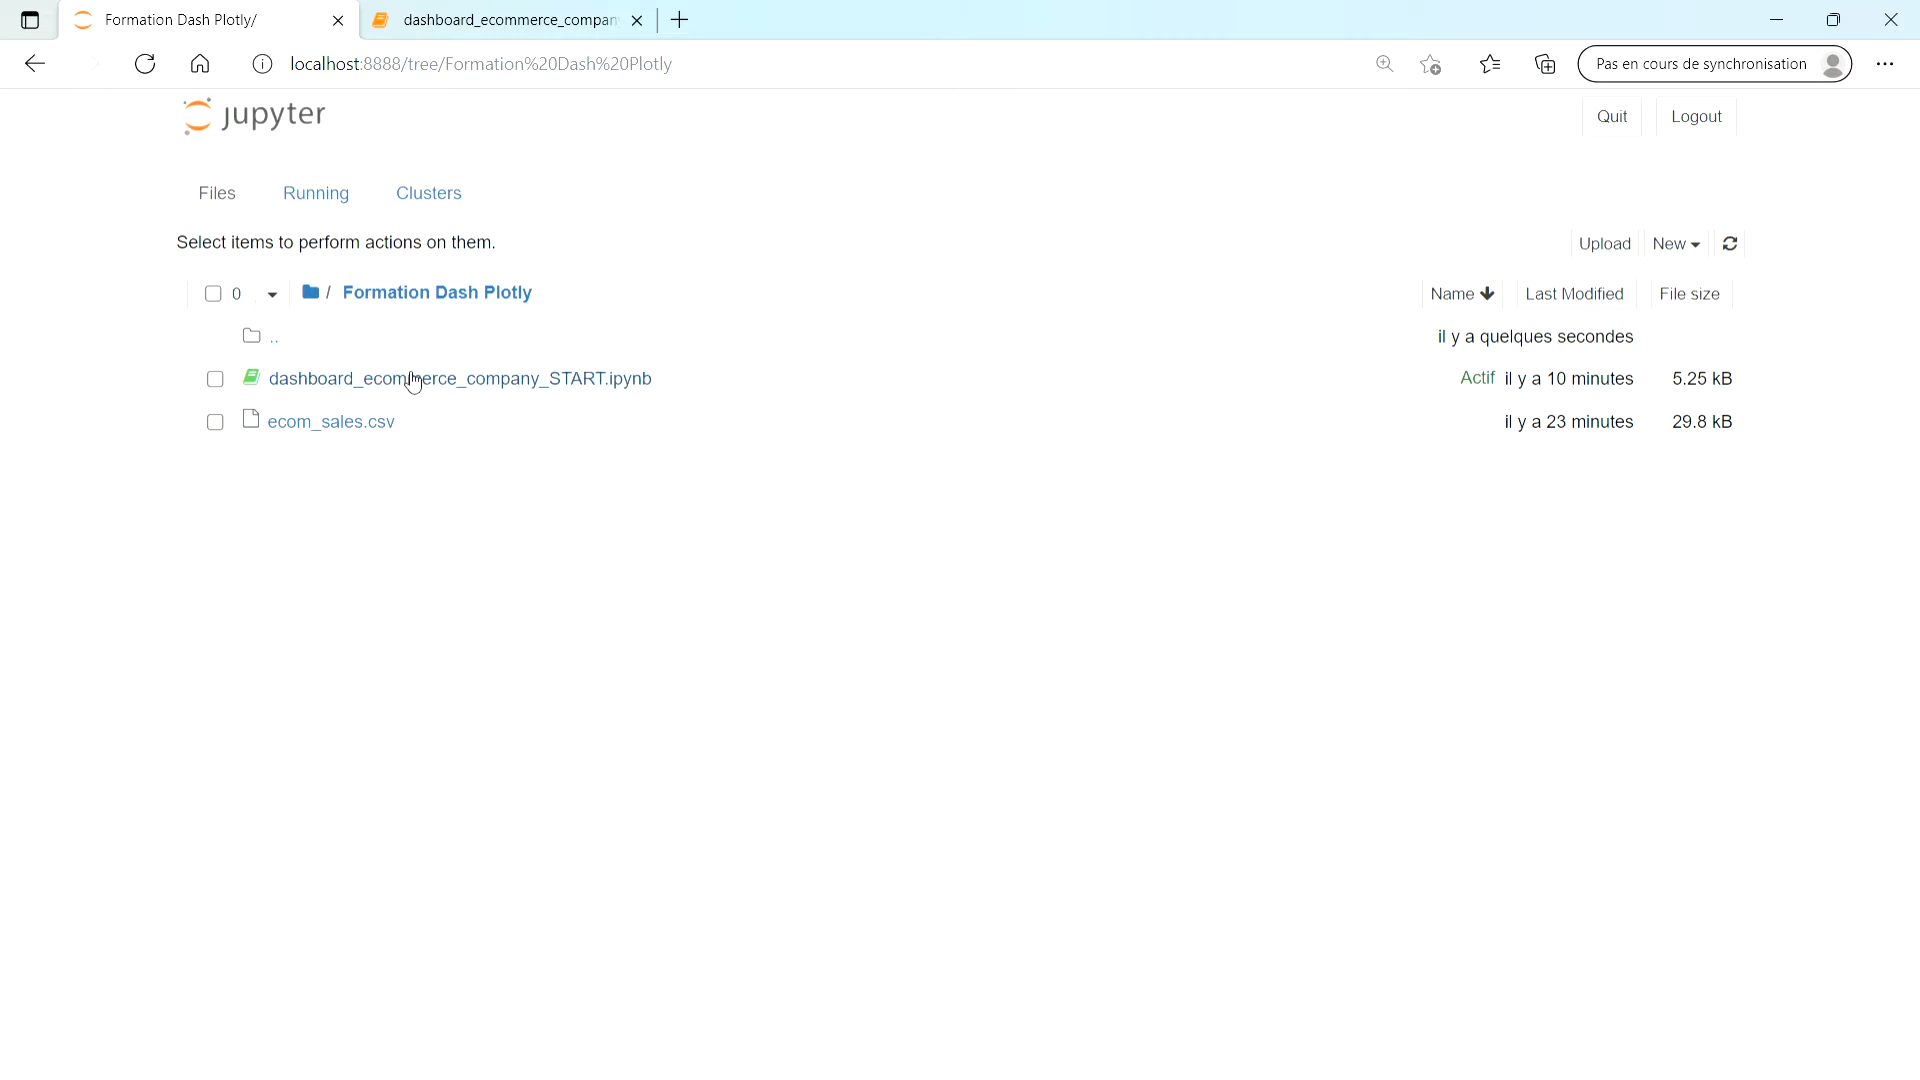 Formation Dash Plotly/
dashboard_ecommerce_compan
localhost:8888/tree/Formation%20Dash%20Plotly
Pas en cours de synchronisation
jupyter
Quit
Logout
Files
Running
Clusters
Select items to perform actions on them.
Upload
New
0
/ Formation Dash Plotly
Name
Last Modified
File size
..
il y a quelques secondes
dashboard_ecommerce_company_START.ipynb
Actif il y a 10 minutes
5.25 kB
ecom_sales.csv
il y a 23 minutes
29.8 kB